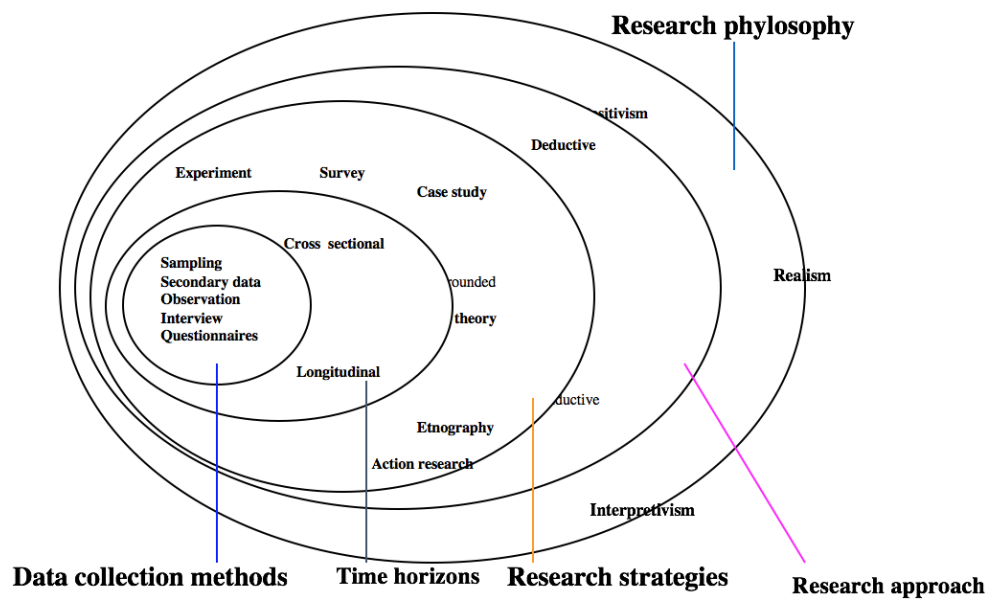 Research phylosophy
sitivism
Deductive
Experiment
Survey
Case study
Cross sectional
Sampling
Secondary data
Observation
Interview
Questionnaires
rounded
theory
Realism
Longitudinal
ductive
Etnography
Action research
Interpretivism
Data collection methods
Time horizons
Research strategies
Research approach